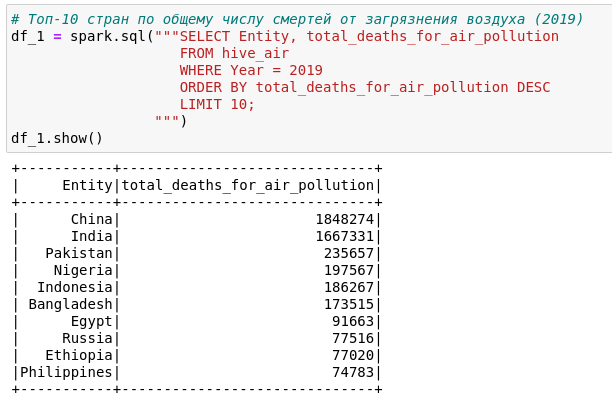 # Топ-10 стран по общему числу смертей от загрязнения воздуха (2019)
df_1 = spark.sql("""SELECT Entity, total_deaths_for_air_pollution
                    FROM hive_air
                    WHERE Year = 2019
                    ORDER BY total_deaths_for_air_pollution DESC
                    LIMIT 10;
                 """)
df_1.show()
+-----------+------------------------------+
|     Entity|total_deaths_for_air_pollution|
+-----------+------------------------------+
|      China|                       1848274|
|      India|                       1667331|
|   Pakistan|                        235657|
|    Nigeria|                        197567|
|  Indonesia|                        186267|
| Bangladesh|                        173515|
|      Egypt|                         91663|
|     Russia|                         77516|
|   Ethiopia|                         77020|
|Philippines|                         74783|
+-----------+------------------------------+